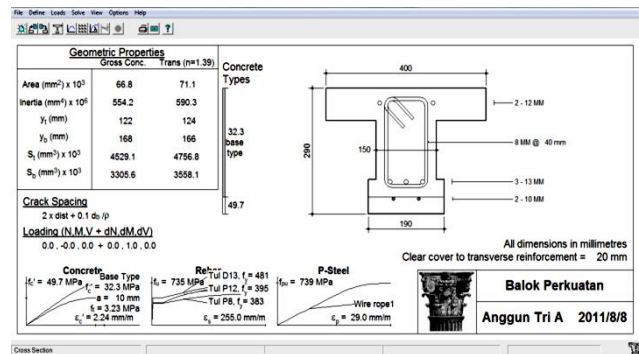 File Define Loads Solve View Options Help
Geometric Properties
Gross Conc. Trans (n=1.39)
Area (mm²) x 10³ 66.8 71.1
Inertia (mm⁴) x 10⁶ 554.2 590.3
yt (mm) 122 124
yb (mm) 168 166
St (mm³) x 10³ 4529.1 4756.8
Sb (mm³) x 10³ 3305.6 3558.1
Crack Spacing
2 x dist + 0.1 db /ρ
Loading (N,M,V + dN,dM,dV)
0.0 , -0.0 , 0.0 + 0.0 , 1.0 , 0.0
Concrete
Types
32.3
base
type
49.7
400
290
150
190
2 - 12 MM
8 MM @ 40 mm
3 - 13 MM
2 - 10 MM
All dimensions in millimetres
Clear cover to transverse reinforcement = 20 mm
Concrete
fc' = 49.7 MPa
Base Type
fc' = 32.3 MPa
a = 10 mm
ft = 3.23 MPa
εc' = 2.24 mm/m
Rebar
fu = 735 MPa
Tul D13, fy = 481
Tul P12, fy = 395
Tul P8, fy = 383
εs = 255.0 mm/m
P-Steel
fpu = 739 MPa
Wire rope1
εp = 29.0 mm/m
Balok Perkuatan
Anggun Tri A 2011/8/8
Cross Section